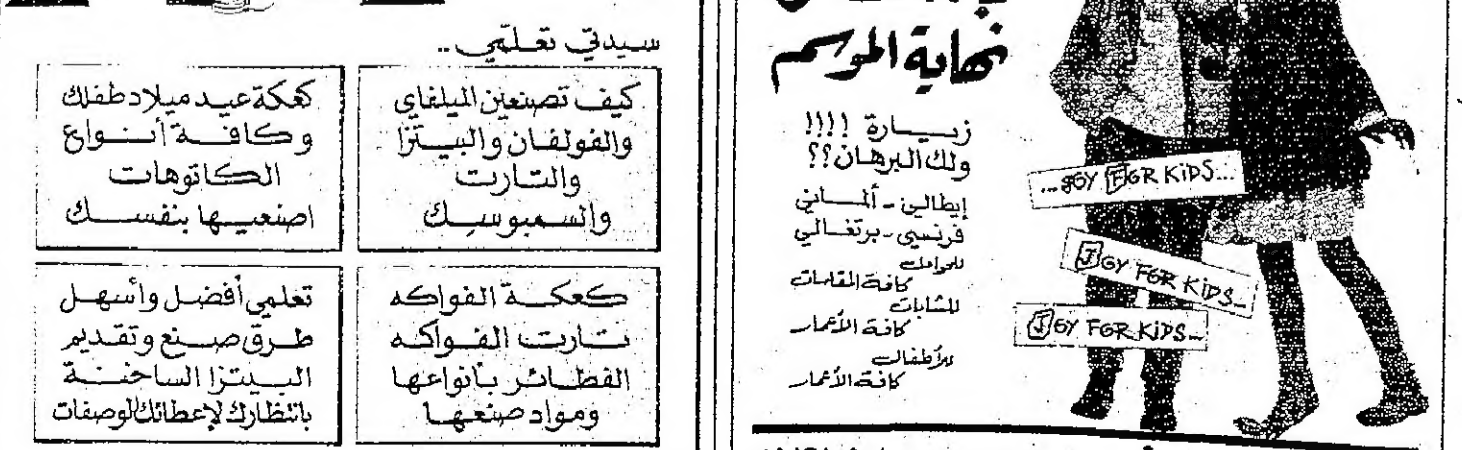 سيدتي تعلمي ..
كيف تصنعين الميلفاي
والفولفان والبيتزا
والتارت
والسمبوسك
كعكة عيد ميلاد طفلك
وكافة أنواع
الكاتوهات
اصنعيها بنفسك
كعكة الفواكه
تارت الفواكه
الفطائر بأنواعها
ومواد صنعها
تعلمي أفضل وأسهل
طرق صنع وتقديم
البيتزا الساخنة
بانتظارك لإعطائك الوصفات
نهاية الموسم
زيارة !!!!
ولك البرهان؟؟
إيطالي - ألماني
فرنسي - برتغالي
للحوامل
كافة المقاسات
للشابات
كافة الأعمار
للأطفال
كافة الأعمار
...JOY FOR KIDS...
JOY FOR KIDS...
JOY FOR KIDS...